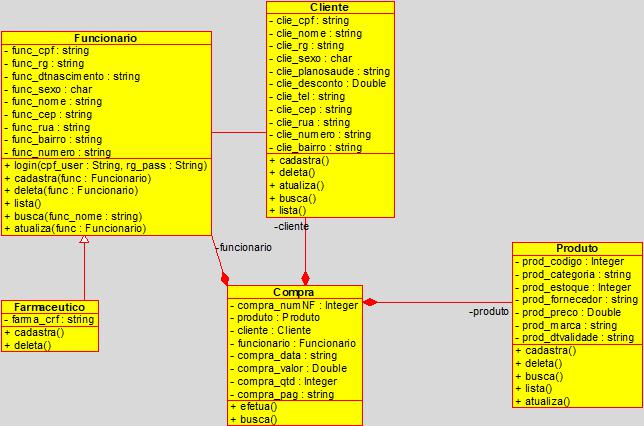 Funcionario
- func_cpf : string
- func_rg : string
- func_dtnascimento : string
- func_sexo : char
- func_nome : string
- func_cep : string
- func_rua : string
- func_bairro : string
- func_numero : string
+ login(cpf_user : String, rg_pass : String)
+ cadastra(func : Funcionario)
+ deleta(func : Funcionario)
+ lista()
+ busca(func_nome : string)
+ atualiza(func : Funcionario)
Cliente
- clie_cpf : string
- clie_nome : string
- clie_rg : string
- clie_sexo : char
- clie_planosaude : string
- clie_desconto : Double
- clie_tel : string
- clie_cep : string
- clie_rua : string
- clie_numero : string
- clie_bairro : string
+ cadastra()
+ deleta()
+ atualiza()
+ busca()
+ lista()
-cliente
-funcionario
Farmaceutico
- farma_crf : string
+ cadastra()
+ deleta()
Compra
- compra_numNF : Integer
- produto : Produto
- cliente : Cliente
- funcionario : Funcionario
- compra_data : string
- compra_valor : Double
- compra_qtd : Integer
- compra_pag : string
+ efetua()
+ busca()
-produto
Produto
- prod_codigo : Integer
- prod_categoria : string
- prod_estoque : Integer
- prod_fornecedor : string
- prod_preco : Double
- prod_marca : string
- prod_dtvalidade : string
+ cadastra()
+ deleta()
+ busca()
+ lista()
+ atualiza()